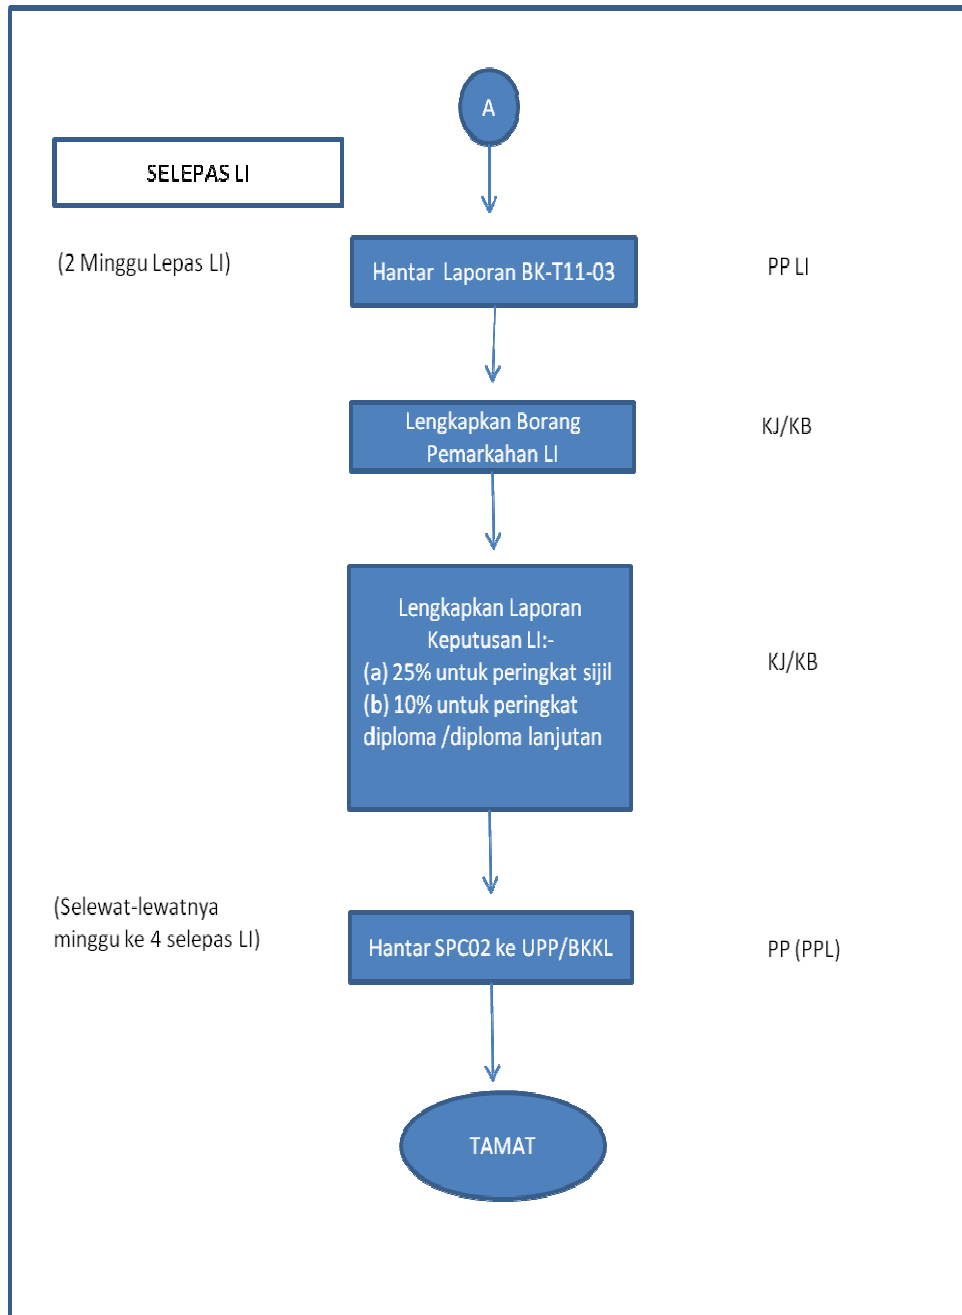 A
SELEPAS LI
(2 Minggu Lepas LI)
Hantar Laporan BK-T11-03
PP LI
Lengkapkan Borang
Pemarkahan LI
KJ/KB
Lengkapkan Laporan
Keputusan LI:-
(a) 25% untuk peringkat sijil
(b) 10% untuk peringkat
diploma /diploma lanjutan
KJ/KB
(Selewat-lewatnya
minggu ke 4 selepas LI)
Hantar SPC02 ke UPP/BKKL
PP (PPL)
TAMAT